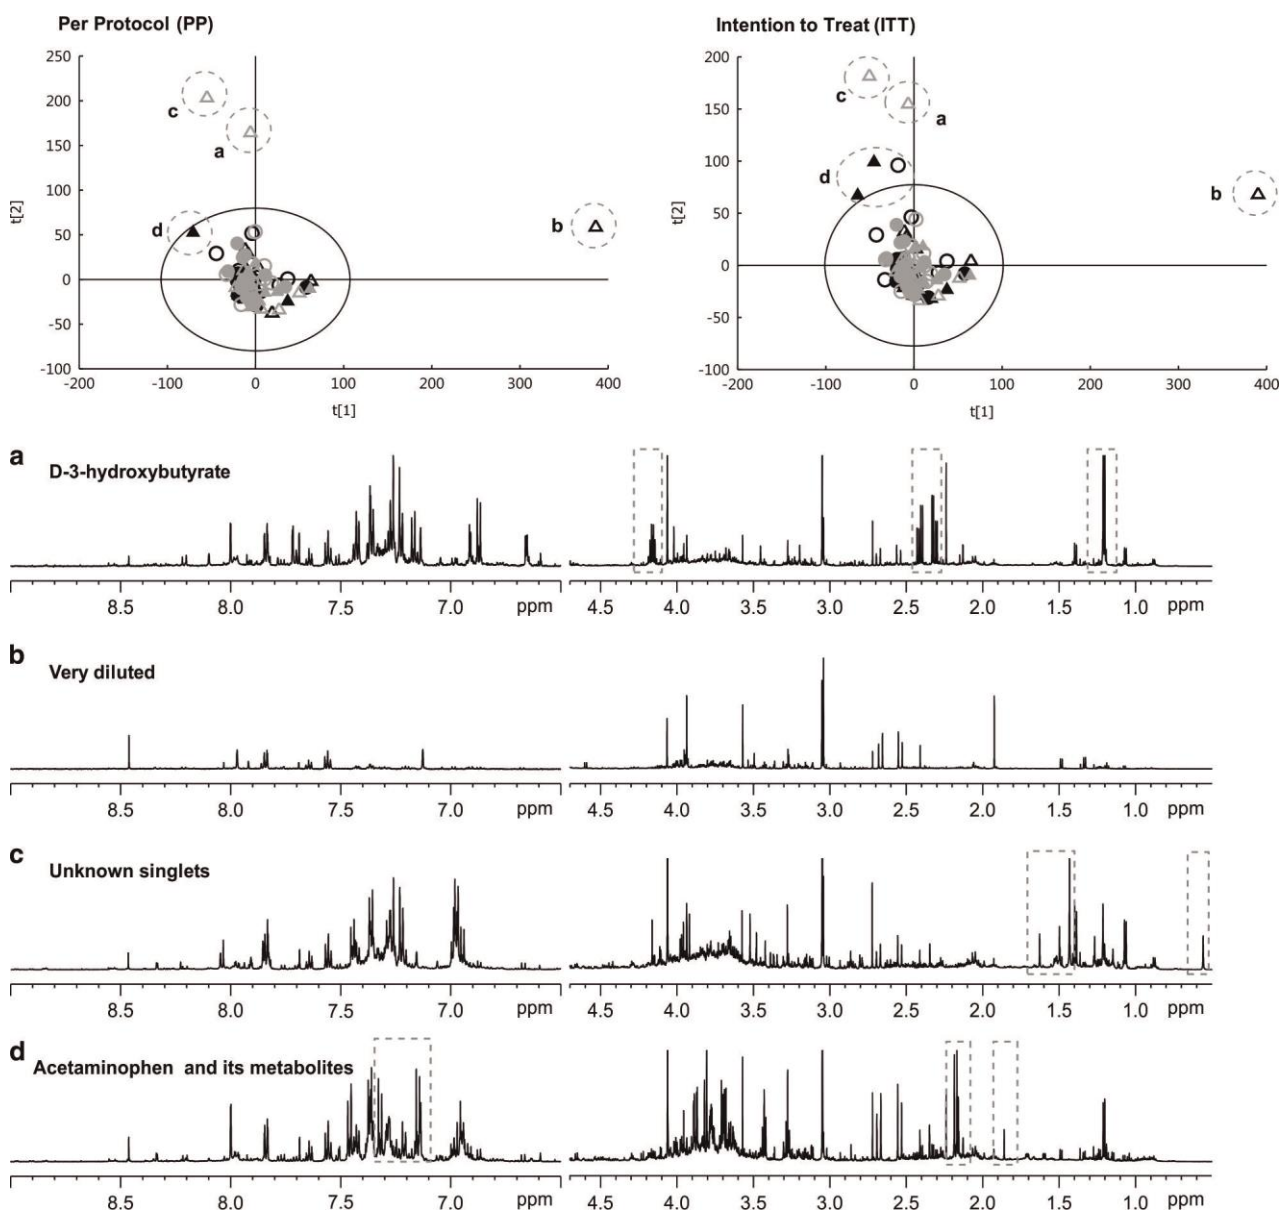 Per Protocol (PP)
Intention to Treat (ITT)
250
200
150
100
50
0
-50
-100
t[2]
-200
-100
0
100
200
300
400
t[1]
c
a
d
b
200
150
100
50
0
-50
-100
t[2]
-200
-100
0
100
200
300
400
t[1]
c
a
d
b
a
D-3-hydroxybutyrate
8.5 8.0 7.5 7.0 ppm 4.5 4.0 3.5 3.0 2.5 2.0 1.5 1.0 ppm
b
Very diluted
8.5 8.0 7.5 7.0 ppm 4.5 4.0 3.5 3.0 2.5 2.0 1.5 1.0 ppm
c
Unknown singlets
8.5 8.0 7.5 7.0 ppm 4.5 4.0 3.5 3.0 2.5 2.0 1.5 1.0 ppm
d
Acetaminophen and its metabolites
8.5 8.0 7.5 7.0 ppm 4.5 4.0 3.5 3.0 2.5 2.0 1.5 1.0 ppm